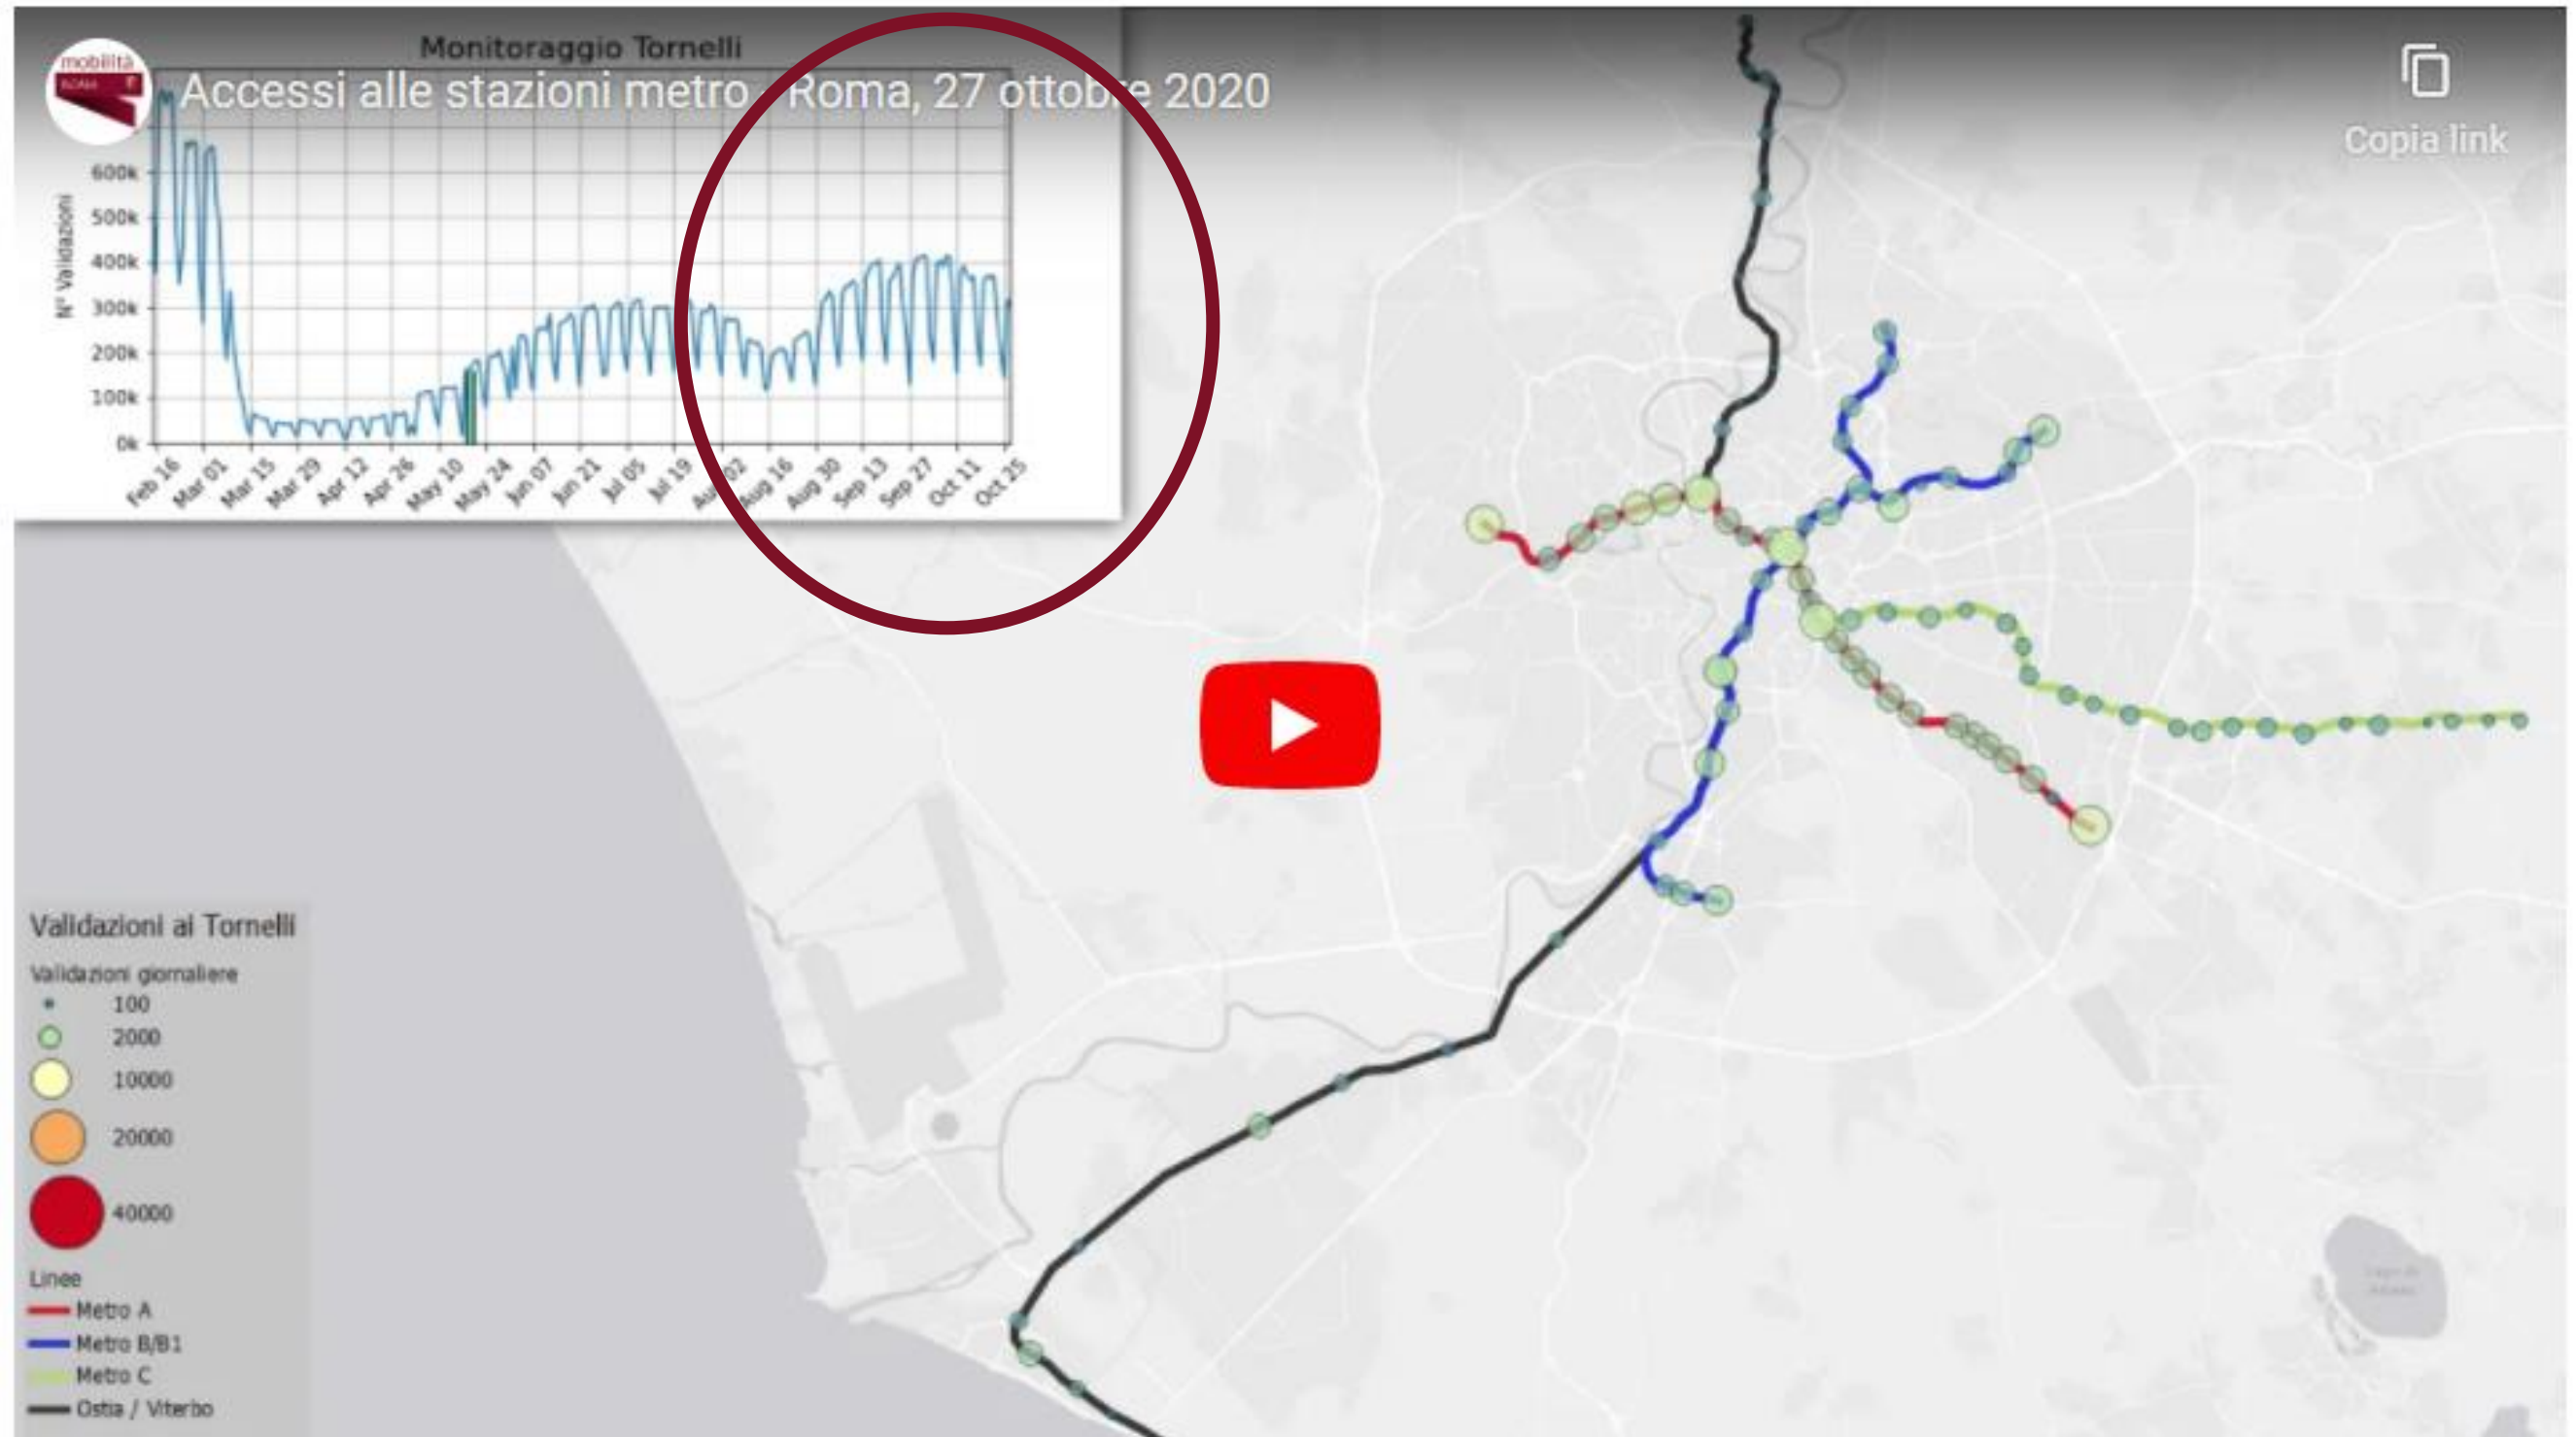 Monitoraggio Tornelli
mobilità
ROMA
Accessi alle stazioni metro - Roma, 27 ottobre 2020
Copia link
N° Validazioni
600k
500k
400k
300k
200k
100k
0k
Feb 16
Mar 01
Mar 15
Mar 29
Apr 12
Apr 26
May 10
May 24
Jun 07
Jun 21
Jul 05
Jul 19
Aug 02
Aug 16
Aug 30
Sep 13
Sep 27
Oct 11
Oct 25
Validazioni ai Tornelli
Validazioni giornaliere
100
2000
10000
20000
40000
Linee
Metro A
Metro B/B1
Metro C
Ostia / Viterbo